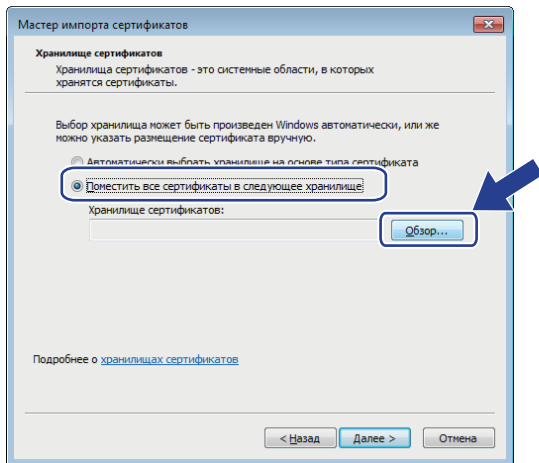 Мастер импорта сертификатов
Хранилище сертификатов
Хранилища сертификатов - это системные области, в которых
хранятся сертификаты.
Выбор хранилища может быть произведен Windows автоматически, или же
можно указать размещение сертификата вручную.
Автоматически выбрать хранилище на основе типа сертификата
Поместить все сертификаты в следующее хранилище
Хранилище сертификатов:
Обзор...
Подробнее о хранилищах сертификатов
< Назад
Далее >
Отмена